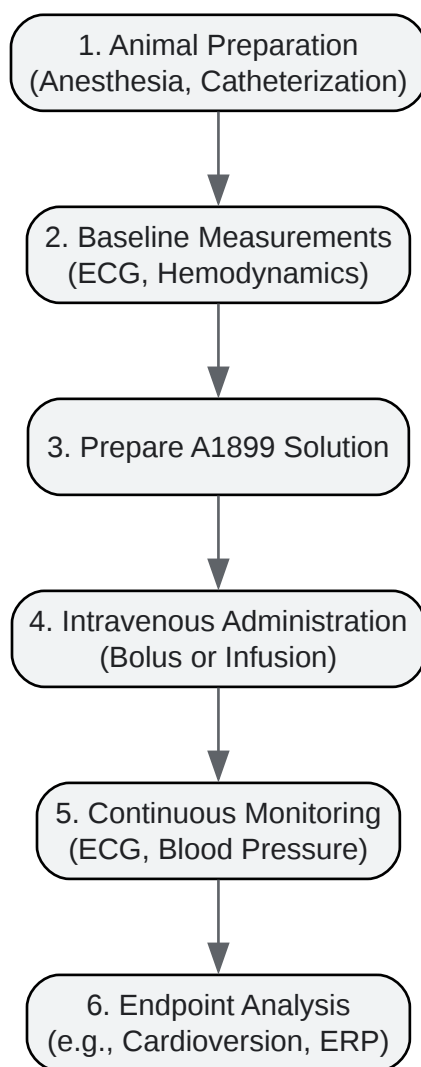 1. Animal Preparation
(Anesthesia, Catheterization)
2. Baseline Measurements
(ECG, Hemodynamics)
3. Prepare A1899 Solution
4. Intravenous Administration
(Bolus or Infusion)
5. Continuous Monitoring
(ECG, Blood Pressure)
6. Endpoint Analysis
(e.g., Cardioversion, ERP)